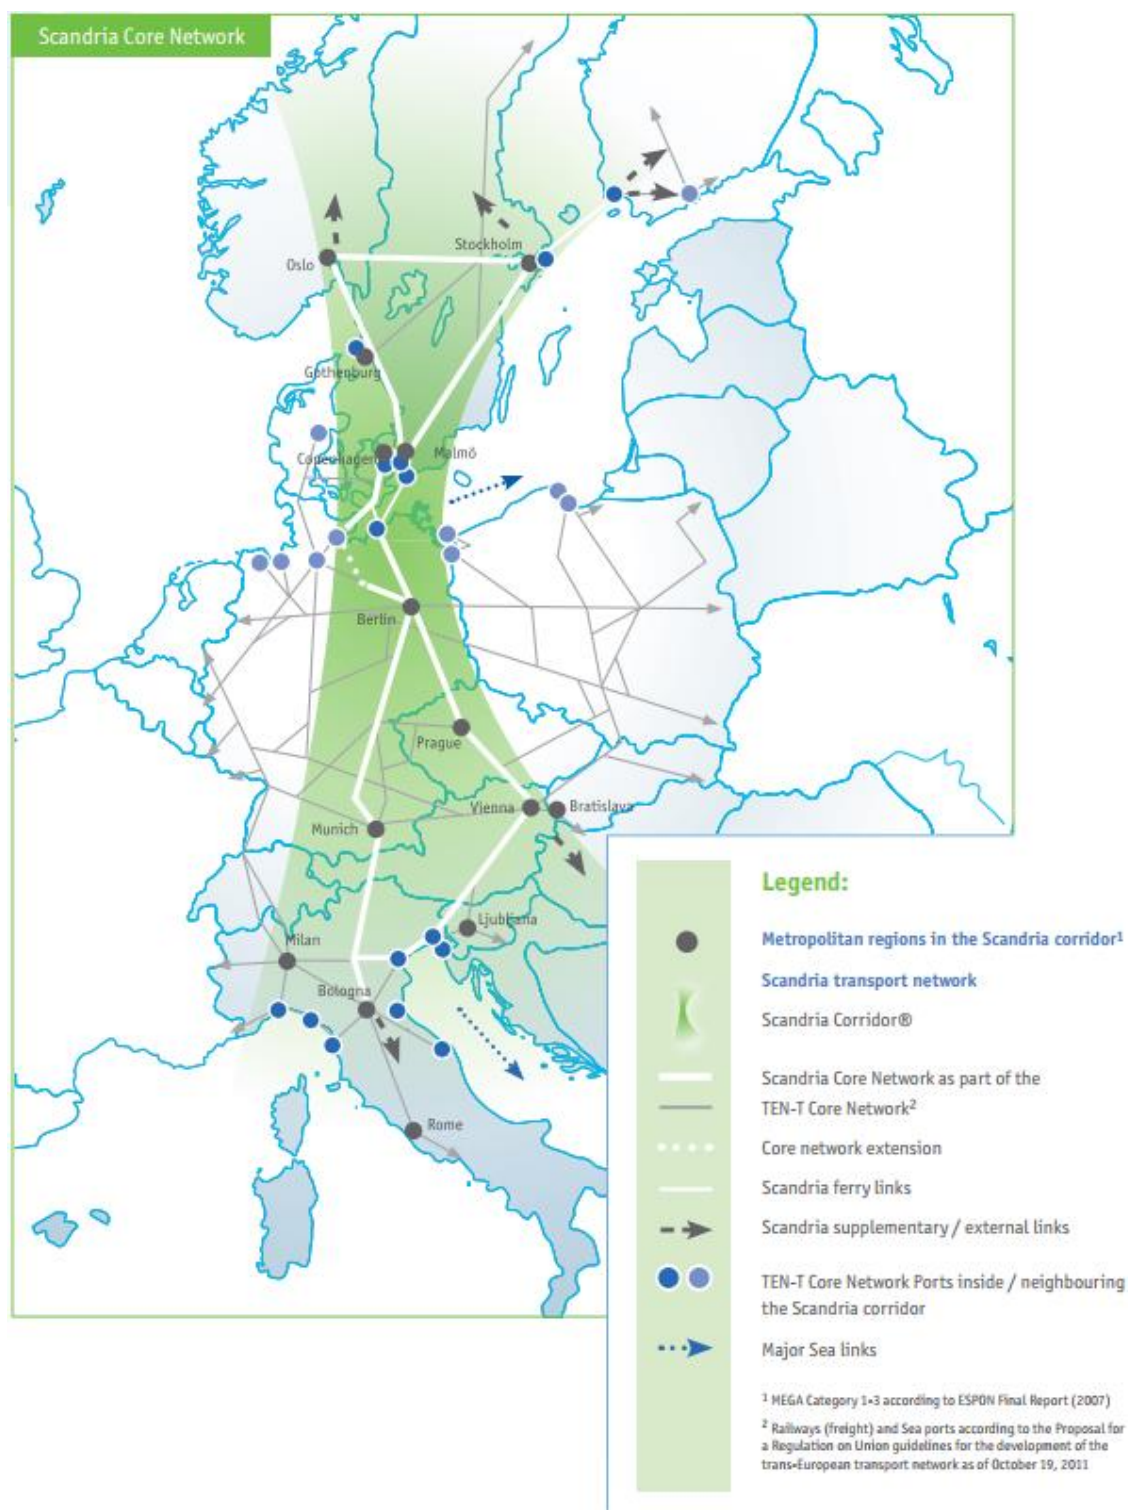 Scandria Core Network
Stockholm
Oslo
Gothenburg
Copenhagen
Malmö
Berlin
Prague
Vienna
Bratislava
Munich
Ljubljana
Milan
Bologna
Rome
Legend:
Metropolitan regions in the Scandria corridor¹
Scandria transport network
Scandria Corridor®
Scandria Core Network as part of the
TEN-T Core Network²
Core network extension
Scandria ferry links
Scandria supplementary / external links
TEN-T Core Network Ports inside / neighbouring
the Scandria corridor
Major Sea links
¹ MEGA Category 1-3 according to ESPON Final Report (2007)
² Railways (freight) and Sea ports according to the Proposal for
a Regulation on Union guidelines for the development of the
trans-European transport network as of October 19, 2011